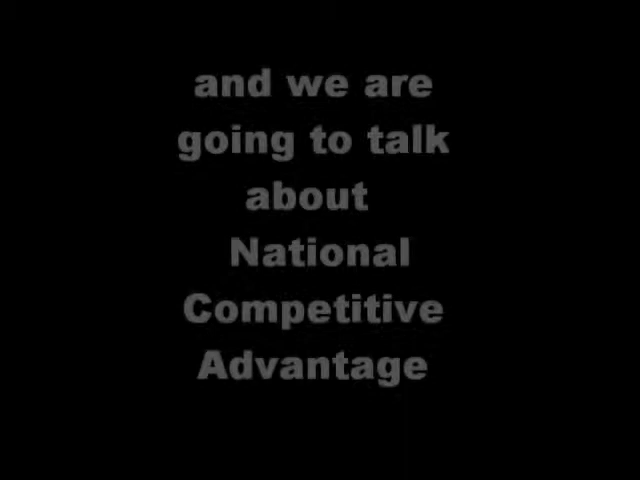 and we are
going to talk
about
National
Competitive
Advantage